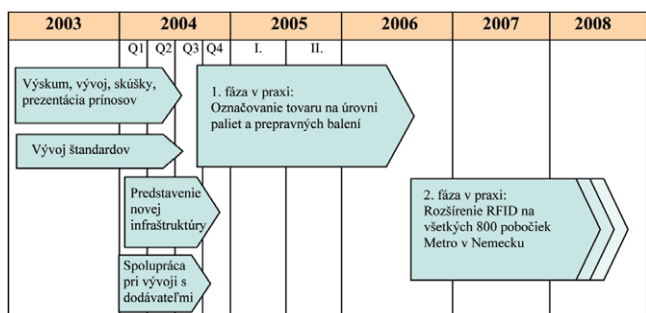 2003 2004 2005 2006 2007 2008
Q1 Q2 Q3 Q4 I. II.
Výskum, vývoj, skúšky,
prezentácia prínosov
1. fáza v praxi:
Označovanie tovaru na úrovni
paliet a prepravných balení
Vývoj štandardov
Predstavenie
novej
infraštruktúry
2. fáza v praxi:
Rozšírenie RFID na
všetkých 800 pobočiek
Metro v Nemecku
Spolupráca
pri vývoji s
dodávateľmi